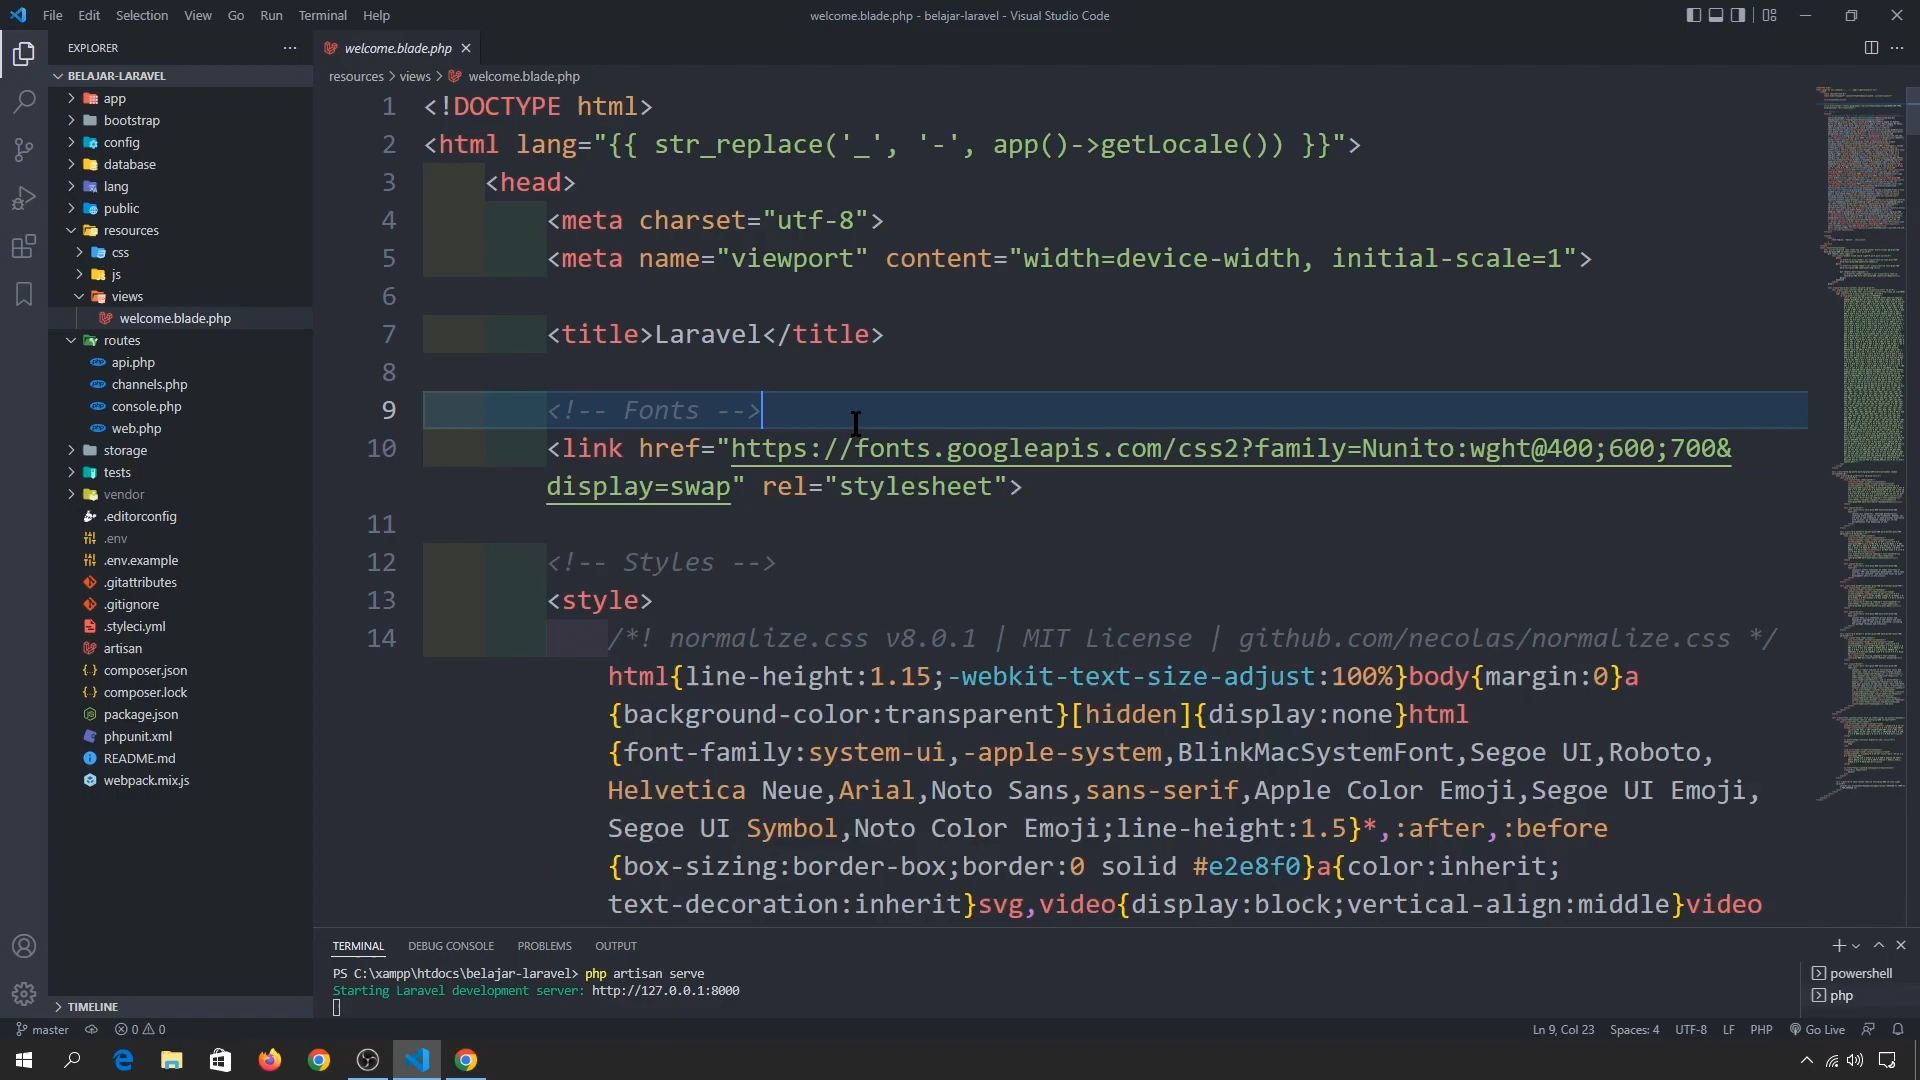 File Edit Selection View Go Run Terminal Help
welcome.blade.php - belajar-laravel - Visual Studio Code
EXPLORER
BELAJAR-LARAVEL
app
bootstrap
config
database
lang
public
resources
css
js
views
welcome.blade.php
routes
api.php
channels.php
console.php
web.php
storage
tests
vendor
.editorconfig
.env
.env.example
.gitattributes
.gitignore
.styleci.yml
artisan
composer.json
composer.lock
package.json
phpunit.xml
README.md
webpack.mix.js
TIMELINE
welcome.blade.php
resources > views > welcome.blade.php
1 <!DOCTYPE html>
2 <html lang="{{ str_replace('_', '-', app()->getLocale()) }}">
3 <head>
4 <meta charset="utf-8">
5 <meta name="viewport" content="width=device-width, initial-scale=1">
6
7 <title>Laravel</title>
8
9 <!-- Fonts -->
10 <link href="https://fonts.googleapis.com/css2?family=Nunito:wght@400;600;700&
display=swap" rel="stylesheet">
11
12 <!-- Styles -->
13 <style>
14 /*! normalize.css v8.0.1 | MIT License | github.com/necolas/normalize.css */
html{line-height:1.15;-webkit-text-size-adjust:100%}body{margin:0}a
{background-color:transparent}[hidden]{display:none}html
{font-family:system-ui,-apple-system,BlinkMacSystemFont,Segoe UI,Roboto,
Helvetica Neue,Arial,Noto Sans,sans-serif,Apple Color Emoji,Segoe UI Emoji,
Segoe UI Symbol,Noto Color Emoji;line-height:1.5}*,:after,:before
{box-sizing:border-box;border:0 solid #e2e8f0}a{color:inherit;
text-decoration:inherit}svg,video{display:block;vertical-align:middle}video
TERMINAL DEBUG CONSOLE PROBLEMS OUTPUT
PS C:\xampp\htdocs\belajar-laravel> php artisan serve
Starting Laravel development server: http://127.0.0.1:8000
powershell
php
master 0 0
Ln 9, Col 23 Spaces: 4 UTF-8 LF PHP Go Live